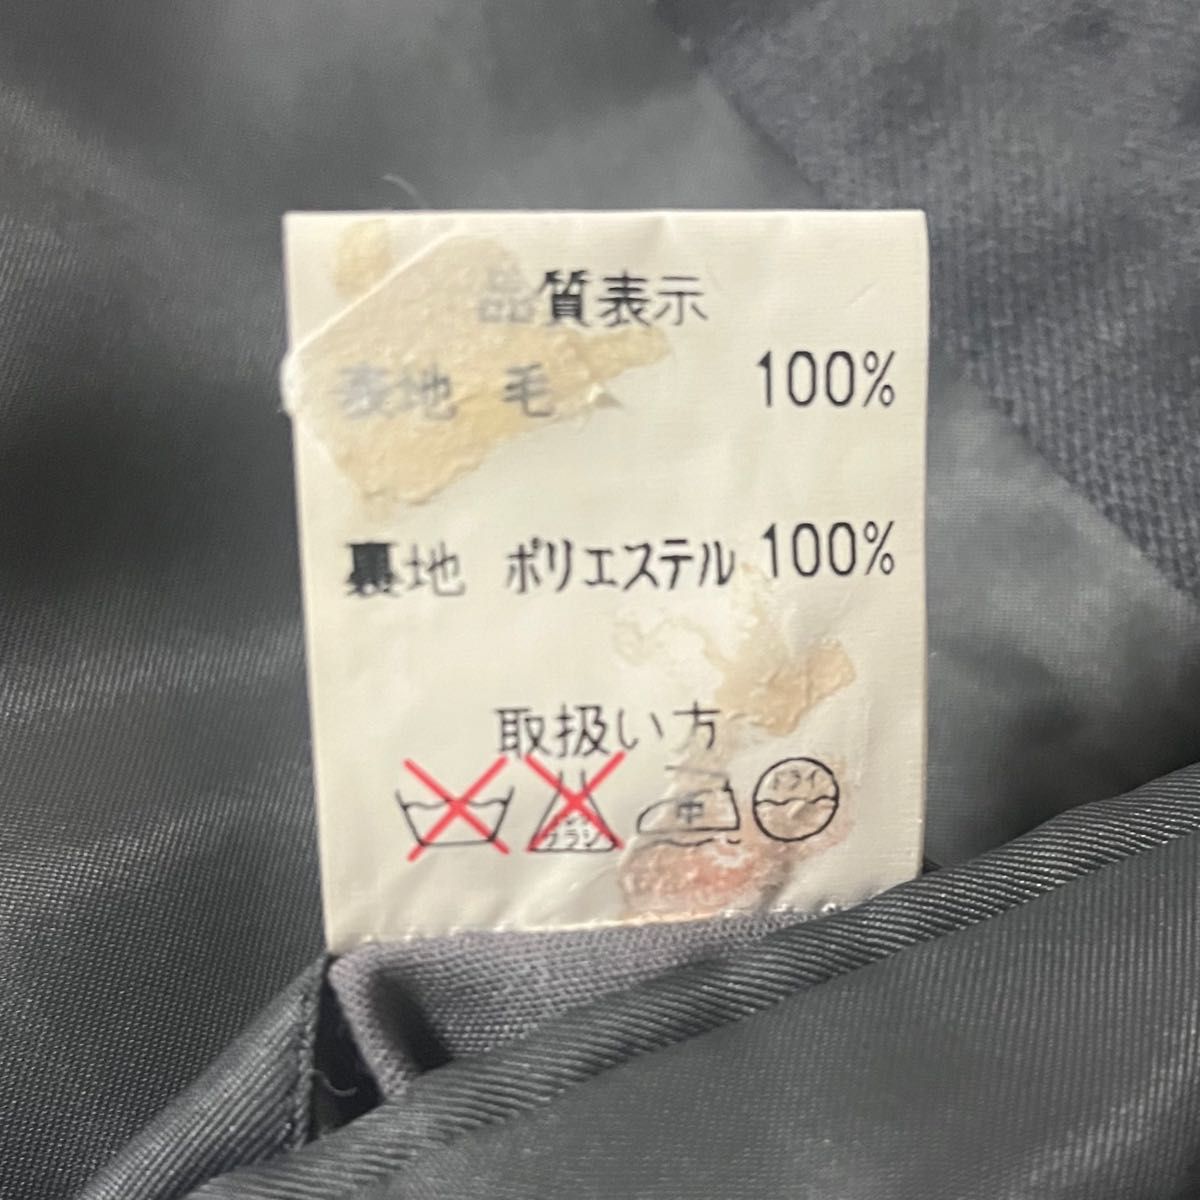 品質表示
表地 毛 100%
裏地 ポリエステル 100%
取扱い方
中 ドライ